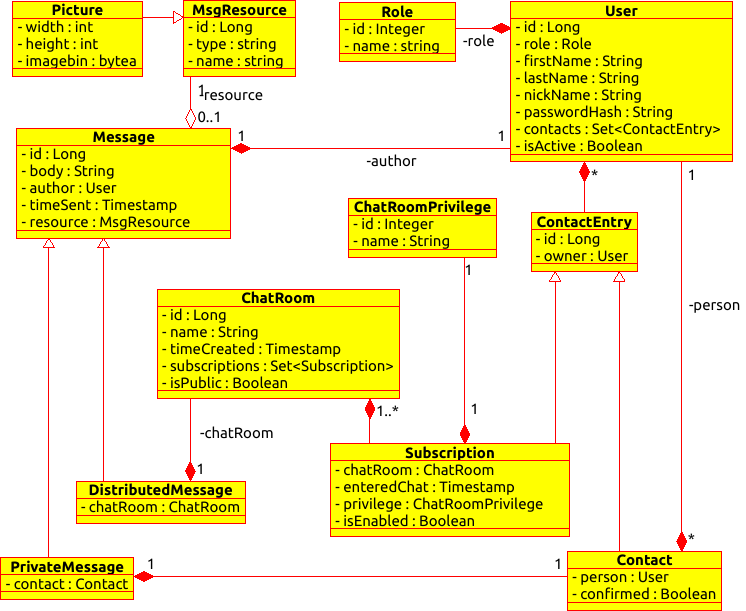 Picture
- width : int
- height : int
- imagebin : bytea
MsgResource
- id : Long
- type : string
- name : string
Role
- id : Integer
- name : string
-role
User
- id : Long
- role : Role
- firstName : String
- lastName : String
- nickName : String
- passwordHash : String
- contacts : Set<ContactEntry>
- isActive : Boolean
1
-resource
0..1
Message
- id : Long
- body : String
- author : User
- timeSent : Timestamp
- resource : MsgResource
1
1
-author
*
1
ChatRoomPrivilege
- id : Integer
- name : String
1
ContactEntry
- id : Long
- owner : User
-person
ChatRoom
- id : Long
- name : String
- timeCreated : Timestamp
- subscriptions : Set<Subscription>
- isPublic : Boolean
1..*
1
-chatRoom
1
Subscription
- chatRoom : ChatRoom
- enteredChat : Timestamp
- privilege : ChatRoomPrivilege
- isEnabled : Boolean
DistributedMessage
- chatRoom : ChatRoom
*
PrivateMessage
- contact : Contact
1
1
Contact
- person : User
- confirmed : Boolean